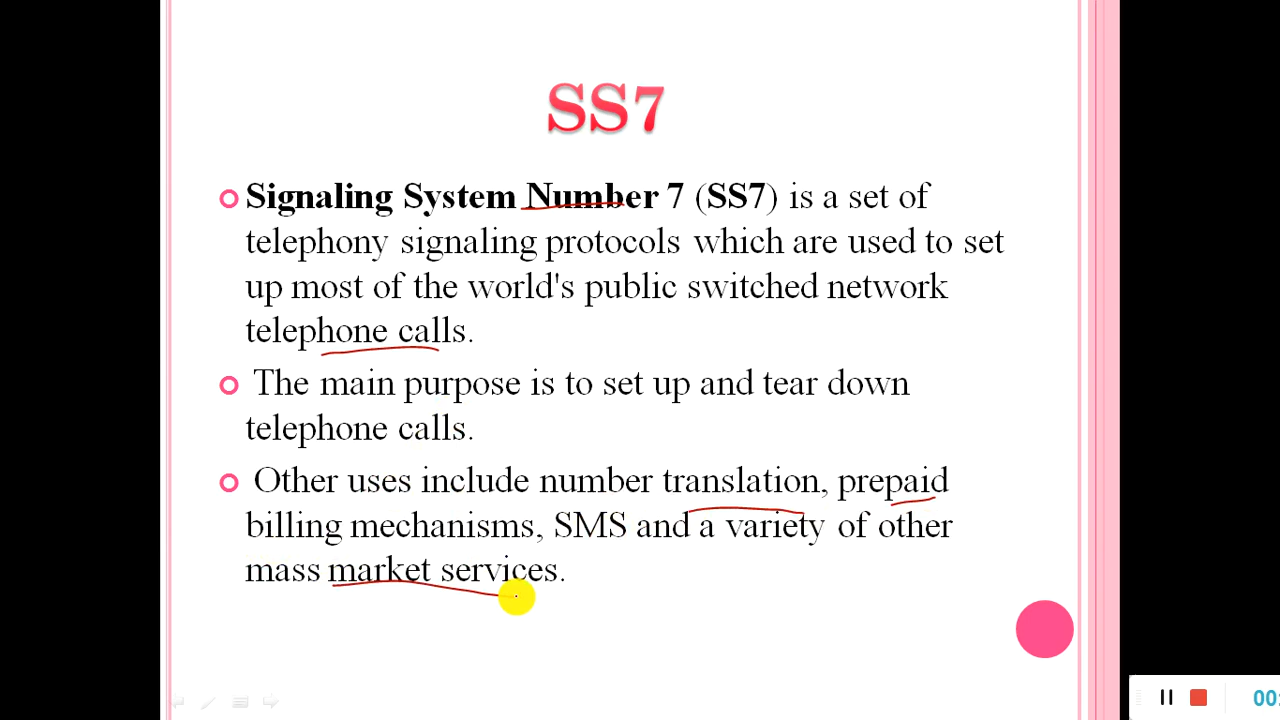 SS7
Signaling System Number 7 (SS7) is a set of
telephony signaling protocols which are used to set
up most of the world's public switched network
telephone calls.
The main purpose is to set up and tear down
telephone calls.
Other uses include number translation, prepaid
billing mechanisms, SMS and a variety of other
mass market services.
00: